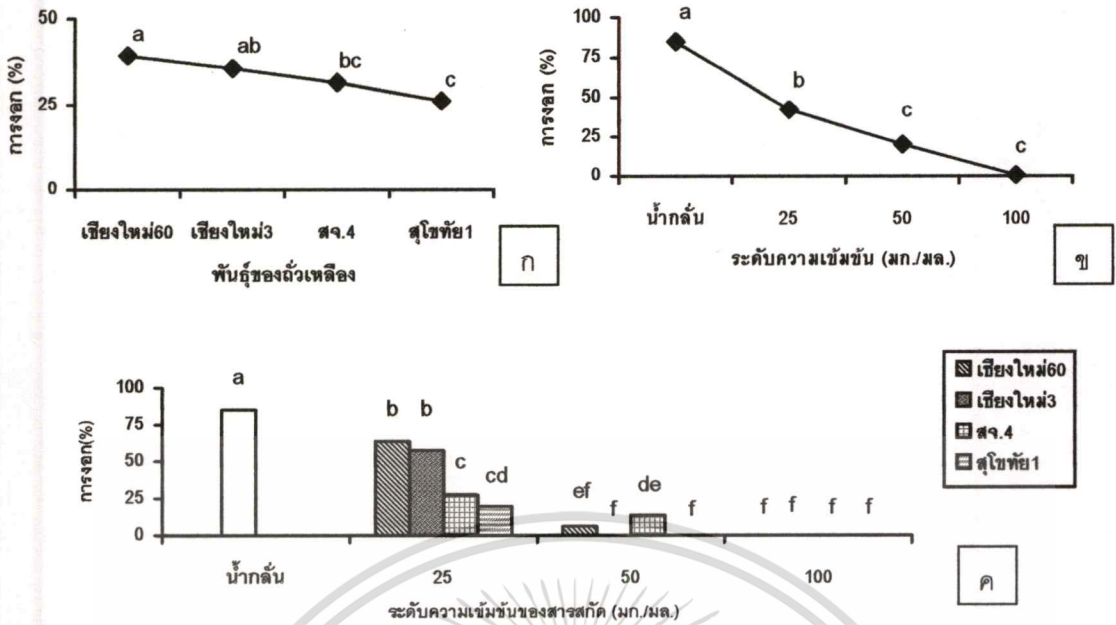 การงอก (%)
50
25
0
a
ab
bc
c
เชียงใหม่60 เชียงใหม่3 สจ.4 สุโขทัย1
พันธุ์ของถั่วเหลือง
ก
การงอก (%)
100
75
50
25
0
a
b
c
c
น้ำกลั่น 25 50 100
ระดับความเข้มข้น (มก./มล.)
ข
การงอก(%)
100
75
50
25
0
a
b b c cd
ef f de f
f f f f
น้ำกลั่น 25 50 100
ระดับความเข้มข้นของสารสกัด (มก./มล.)
เชียงใหม่60
เชียงใหม่3
สจ.4
สุโขทัย1
ค